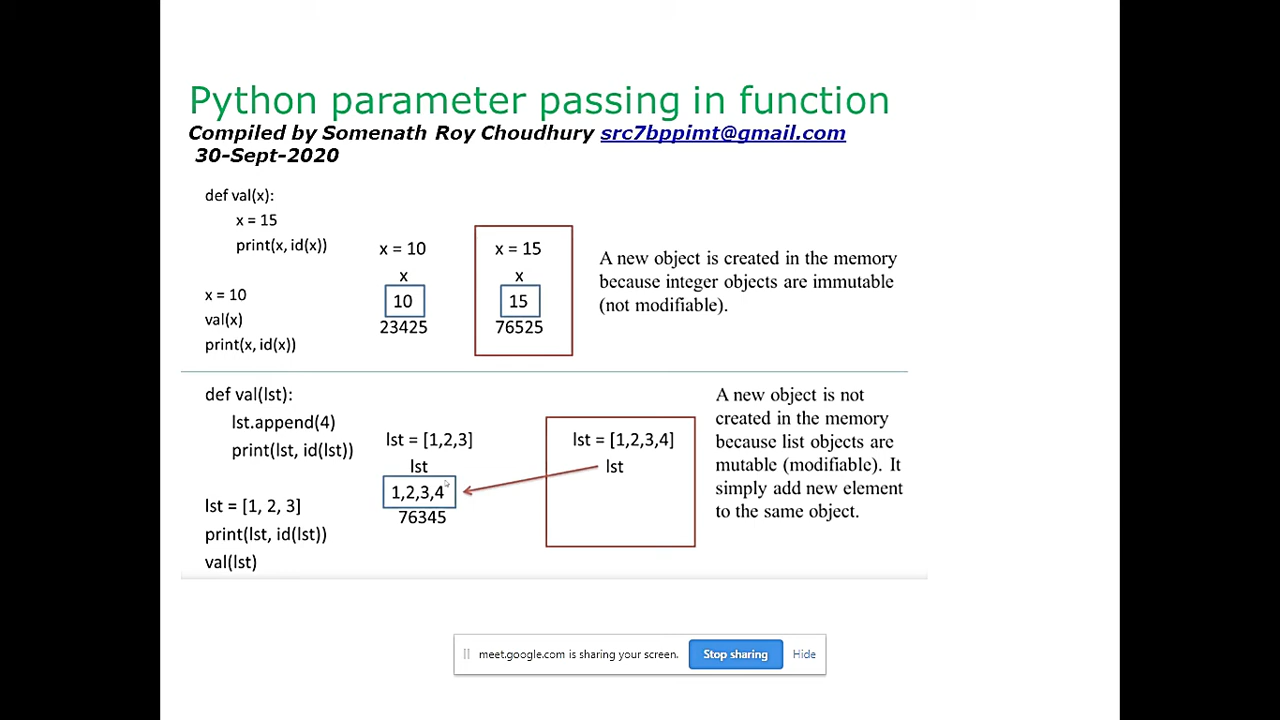 Python parameter passing in function
Compiled by Somenath Roy Choudhury src7bppimt@gmail.com
30-Sept-2020
def val(x):
x = 15
print(x, id(x))
x = 10
val(x)
print(x, id(x))
x = 10
x
10
23425
x = 15
x
15
76525
A new object is created in the memory
because integer objects are immutable
(not modifiable).
def val(lst):
lst.append(4)
print(lst, id(lst))
lst = [1, 2, 3]
print(lst, id(lst))
val(lst)
lst = [1,2,3]
lst
1,2,3,4
76345
lst = [1,2,3,4]
lst
A new object is not
created in the memory
because list objects are
mutable (modifiable). It
simply add new element
to the same object.
meet.google.com is sharing your screen.
Stop sharing
Hide